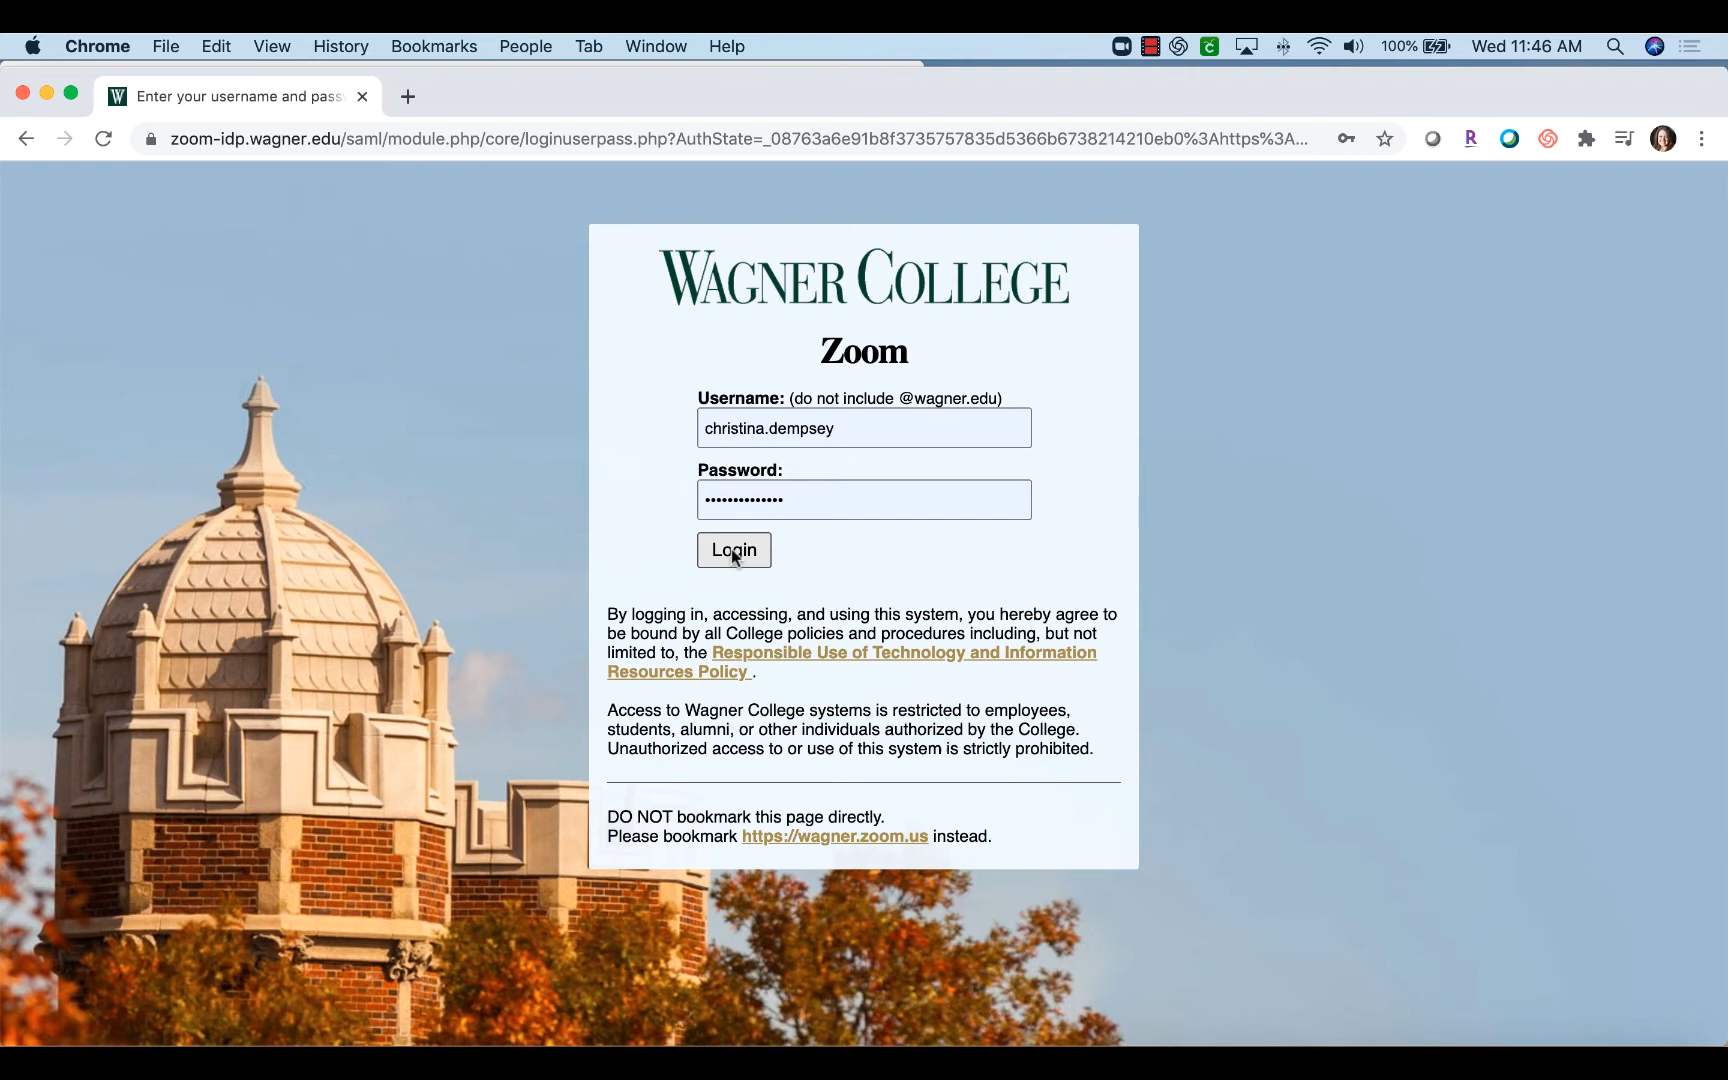 Chrome File Edit View History Bookmarks People Tab Window Help 100% Wed 11:46 AM
W Enter your username and pass
zoom-idp.wagner.edu/saml/module.php/core/loginuserpass.php?AuthState=_08763a6e91b8f3735757835d5366b6738214210eb0%3Ahttps%3A... R
WAGNER COLLEGE
Zoom
Username: (do not include @wagner.edu)
christina.dempsey
Password:
••••••••••••••
Login
By logging in, accessing, and using this system, you hereby agree to
be bound by all College policies and procedures including, but not
limited to, the Responsible Use of Technology and Information
Resources Policy .
Access to Wagner College systems is restricted to employees,
students, alumni, or other individuals authorized by the College.
Unauthorized access to or use of this system is strictly prohibited.
DO NOT bookmark this page directly.
Please bookmark https://wagner.zoom.us instead.